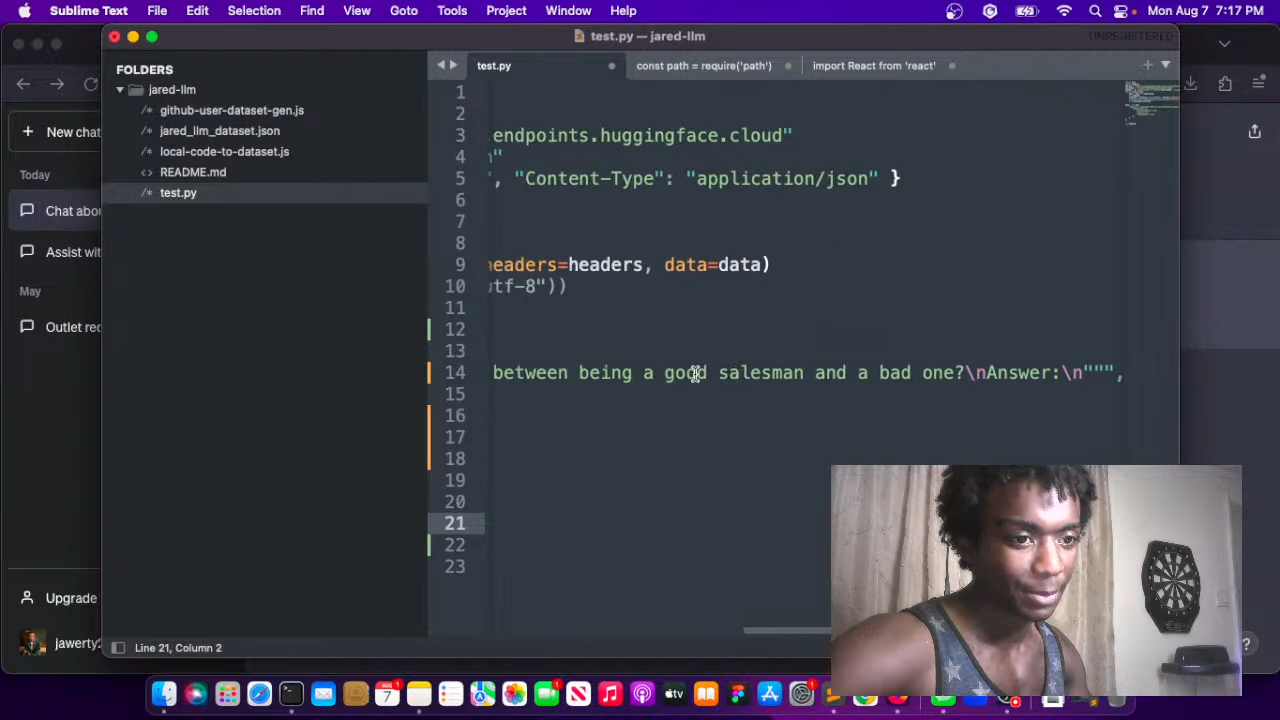 Sublime Text File Edit Selection Find View Goto Tools Project Window Help Mon Aug 7 7:17 PM
test.py — jared-llm UNREGISTERED
FOLDERS
jared-llm
github-user-dataset-gen.js
jared_llm_dataset.json
local-code-to-dataset.js
README.md
test.py
New chat
Today
Chat abou
Assist wit
May
Outlet rec
Upgrade
jawerty2
test.py const path = require('path') import React from 'react'
1
2
3 .endpoints.huggingface.cloud"
4 "
5 ", "Content-Type": "application/json" }
6
7
8
9 headers=headers, data=data)
10 utf-8"))
11
12
13
14 between being a good salesman and a bad one?\nAnswer:\n""",
15
16
17
18
19
20
21
22
23
Line 21, Column 2